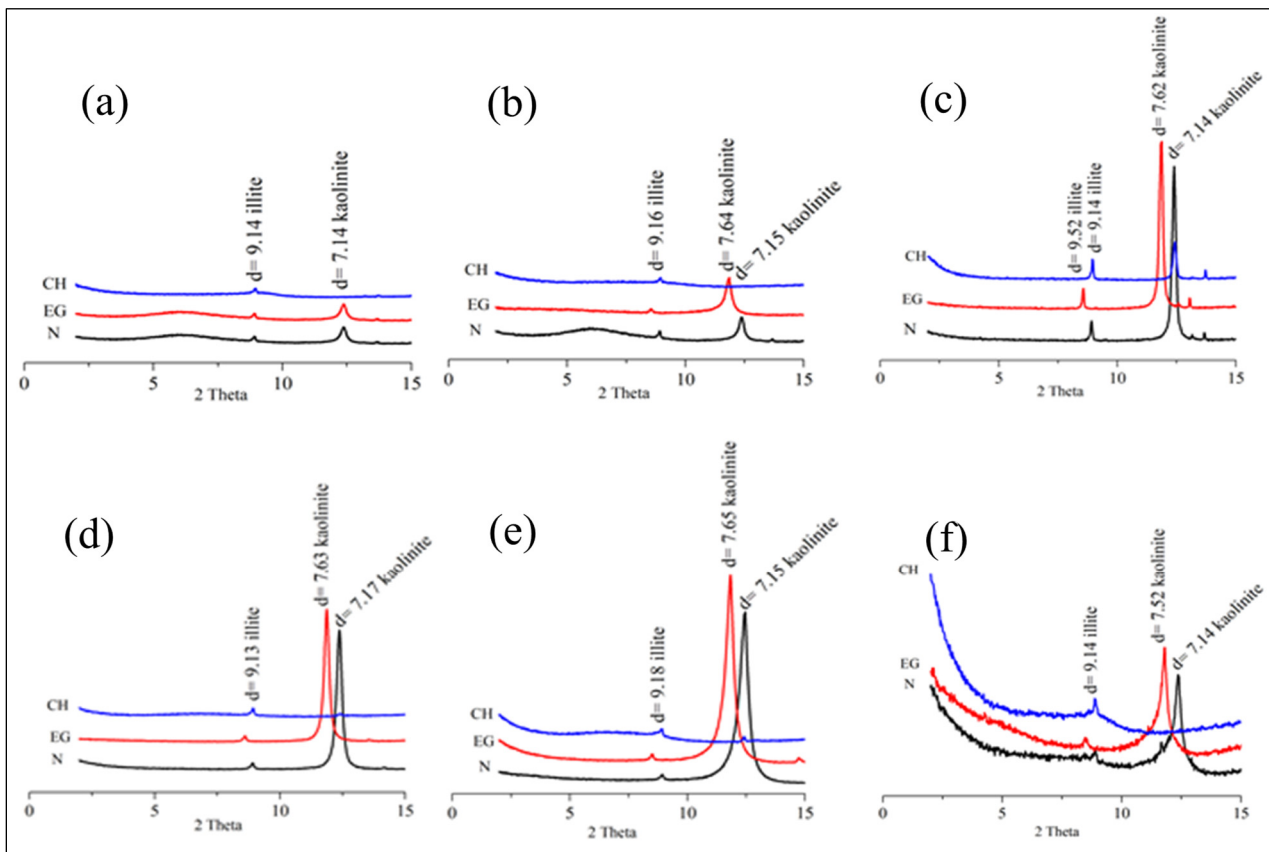 (a)
d= 9.14 illite
d= 7.14 kaolinite
CH
EG
N
0
5
10
15
2 Theta
(b)
d= 9.16 illite
d= 7.64 kaolinite
d= 7.15 kaolinite
CH
EG
N
0
5
10
15
2 Theta
(c)
d= 9.52 illite
d= 9.14 illite
d= 7.62 kaolinite
d= 7.14 kaolinite
CH
EG
N
0
5
10
15
2 Theta
(d)
d= 9.13 illite
d= 7.63 kaolinite
d= 7.17 kaolinite
CH
EG
N
0
5
10
15
2 Theta
(e)
d= 9.18 illite
d= 7.65 kaolinite
d= 7.15 kaolinite
CH
EG
N
0
5
10
15
2 Theta
(f)
d= 9.14 illite
d= 7.52 kaolinite
d= 7.14 kaolinite
CH
EG
N
0
5
10
15
2 Theta